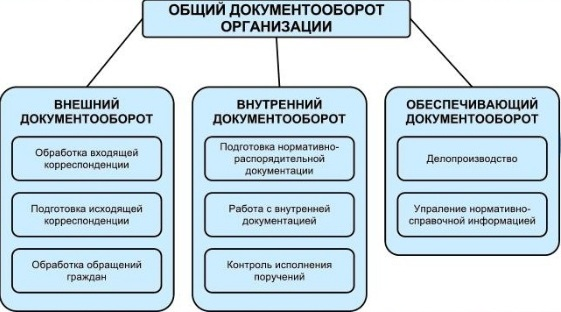 ОБЩИЙ ДОКУМЕНТООБОРОТ
ОРГАНИЗАЦИИ
ВНЕШНИЙ
ДОКУМЕНТООБОРОТ
Обработка входящей
корреспонденции
Подготовка исходящей
корреспонденции
Обработка обращений
граждан
ВНУТРЕННИЙ
ДОКУМЕНТООБОРОТ
Подготовка нормативно-
распорядительной
документации
Работа с внутренней
документацией
Контроль исполнения
поручений
ОБЕСПЕЧИВАЮЩИЙ
ДОКУМЕНТООБОРОТ
Делопроизводство
Упраление нормативно-
справочной информацией